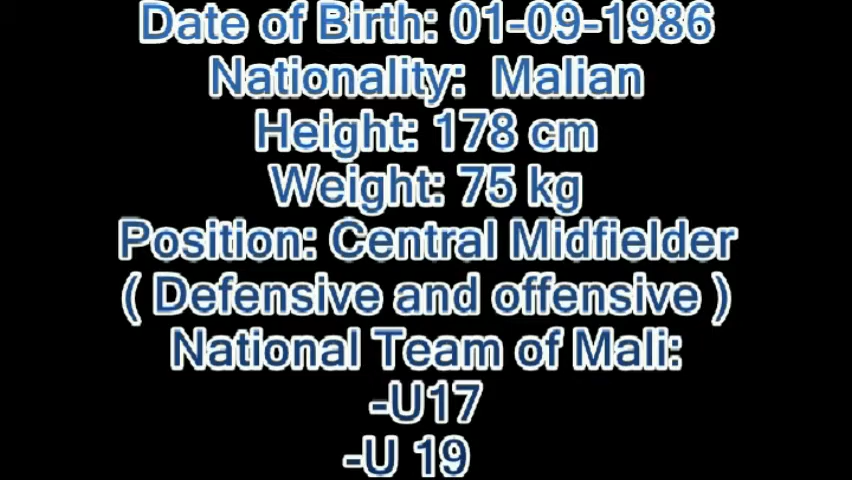 Date of Birth: 01-09-1986
Nationality:  Malian
Height: 178 cm
Weight: 75 kg
Position: Central Midfielder
( Defensive and offensive )
National Team of Mali:
-U17
-U 19